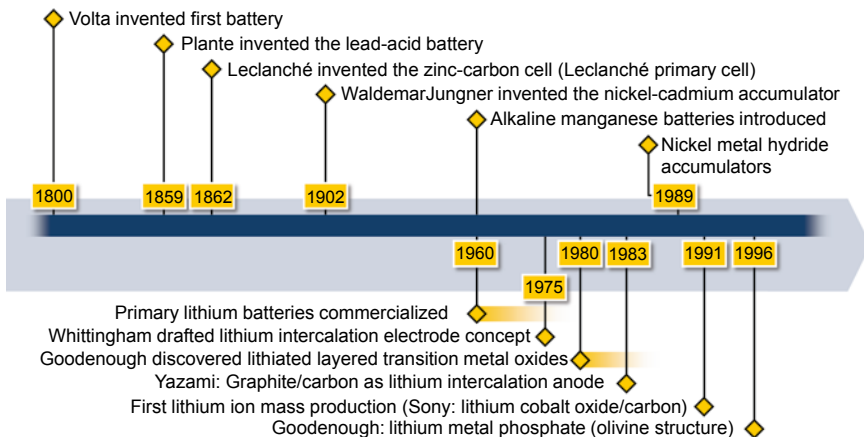 Volta invented first battery
Plante invented the lead-acid battery
Leclanché invented the zinc-carbon cell (Leclanché primary cell)
WaldemarJungner invented the nickel-cadmium accumulator
Alkaline manganese batteries introduced
Nickel metal hydride
accumulators
1800
1859
1862
1902
1989
1960
1975
1980
1983
1991
1996
Primary lithium batteries commercialized
Whittingham drafted lithium intercalation electrode concept
Goodenough discovered lithiated layered transition metal oxides
Yazami: Graphite/carbon as lithium intercalation anode
First lithium ion mass production (Sony: lithium cobalt oxide/carbon)
Goodenough: lithium metal phosphate (olivine structure)